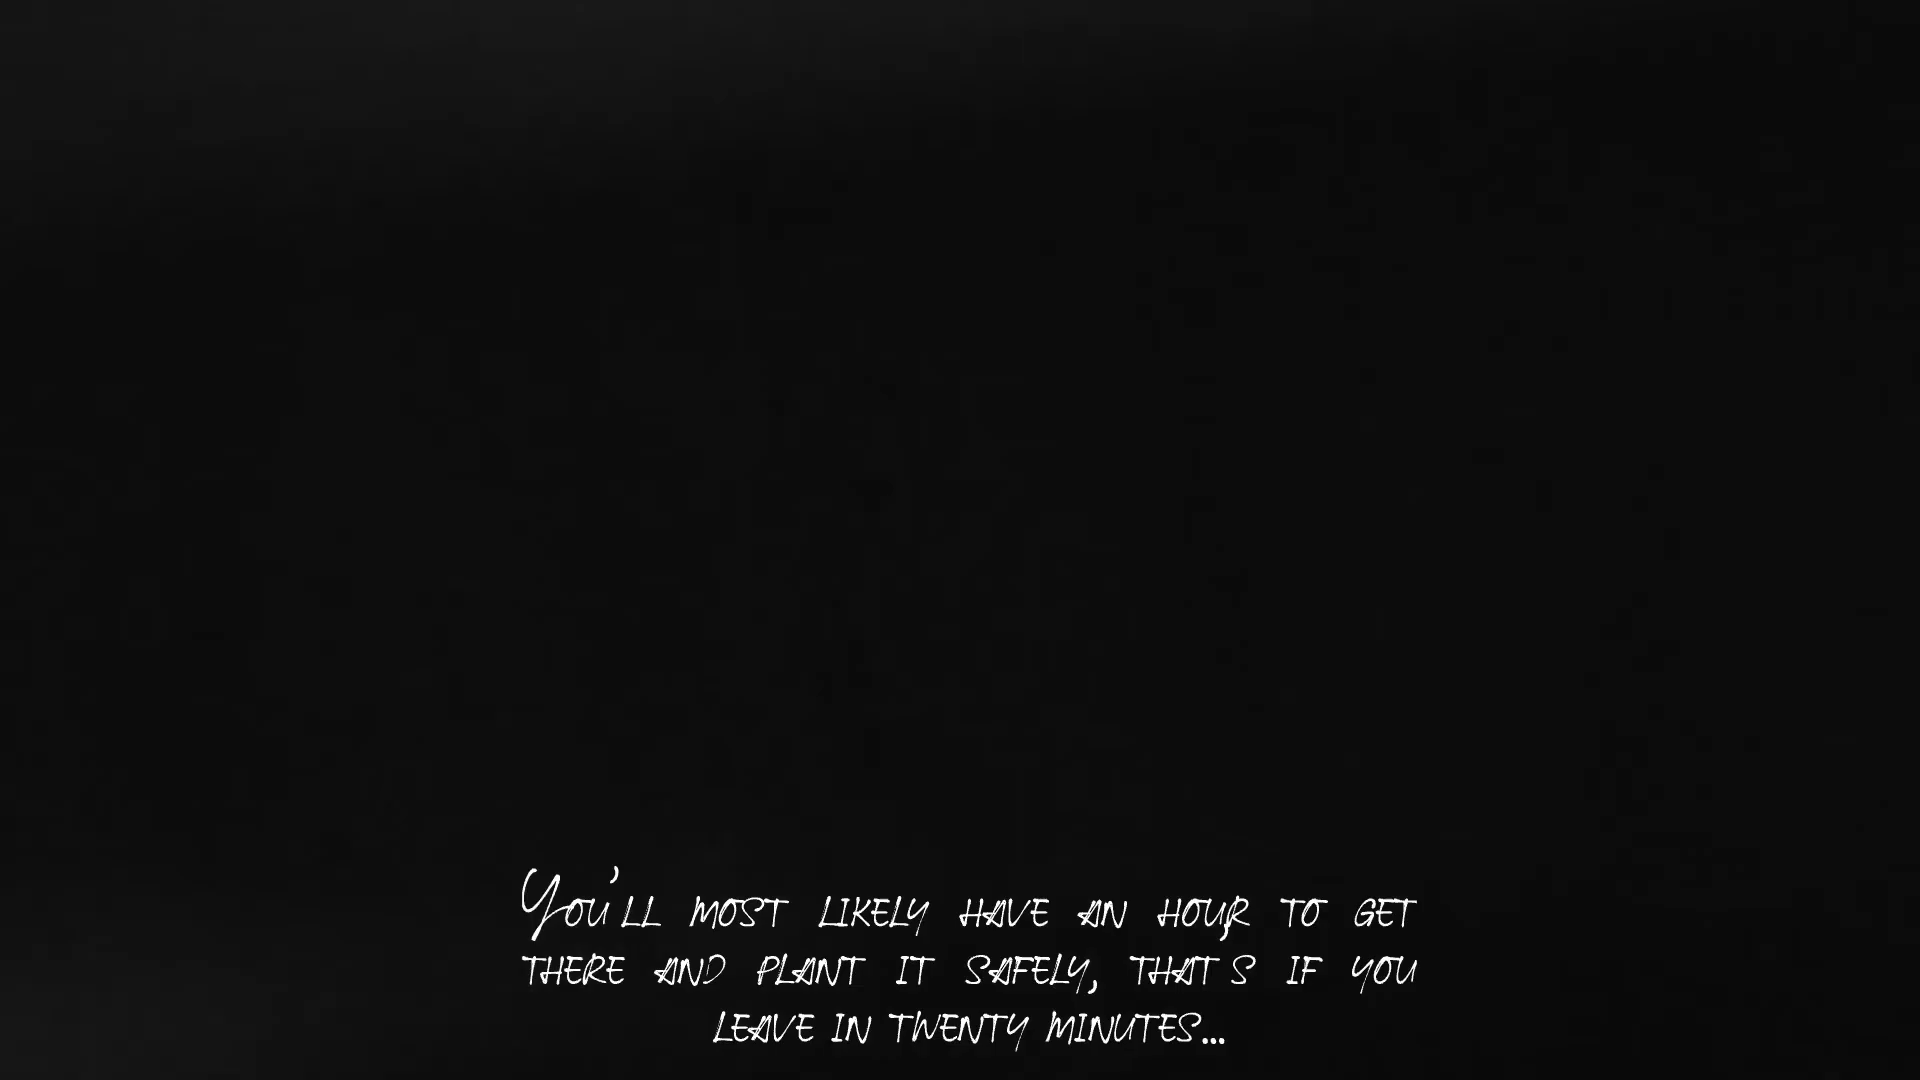 You'll most likely have an hour to get
there and plant it safely, that's if you
leave in twenty minutes...